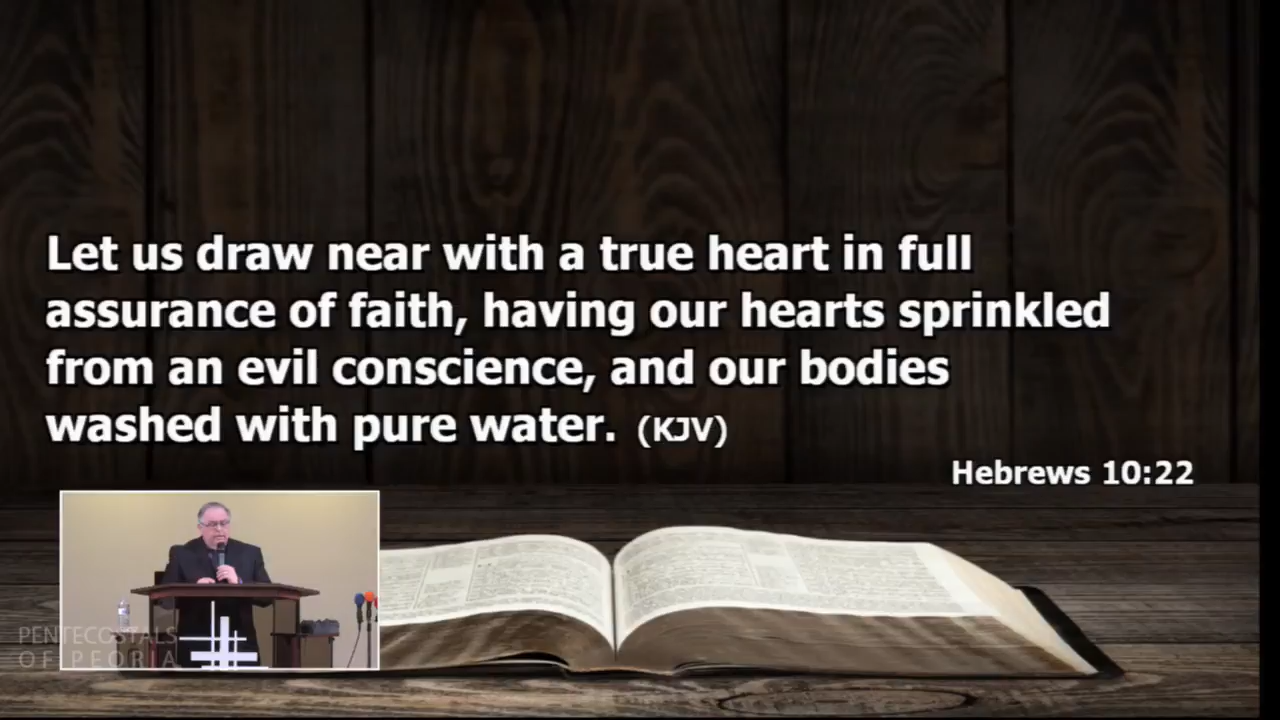 Let us draw near with a true heart in full
assurance of faith, having our hearts sprinkled
from an evil conscience, and our bodies
washed with pure water. (KJV)
Hebrews 10:22
PENTECOSTALS
OF PEORIA